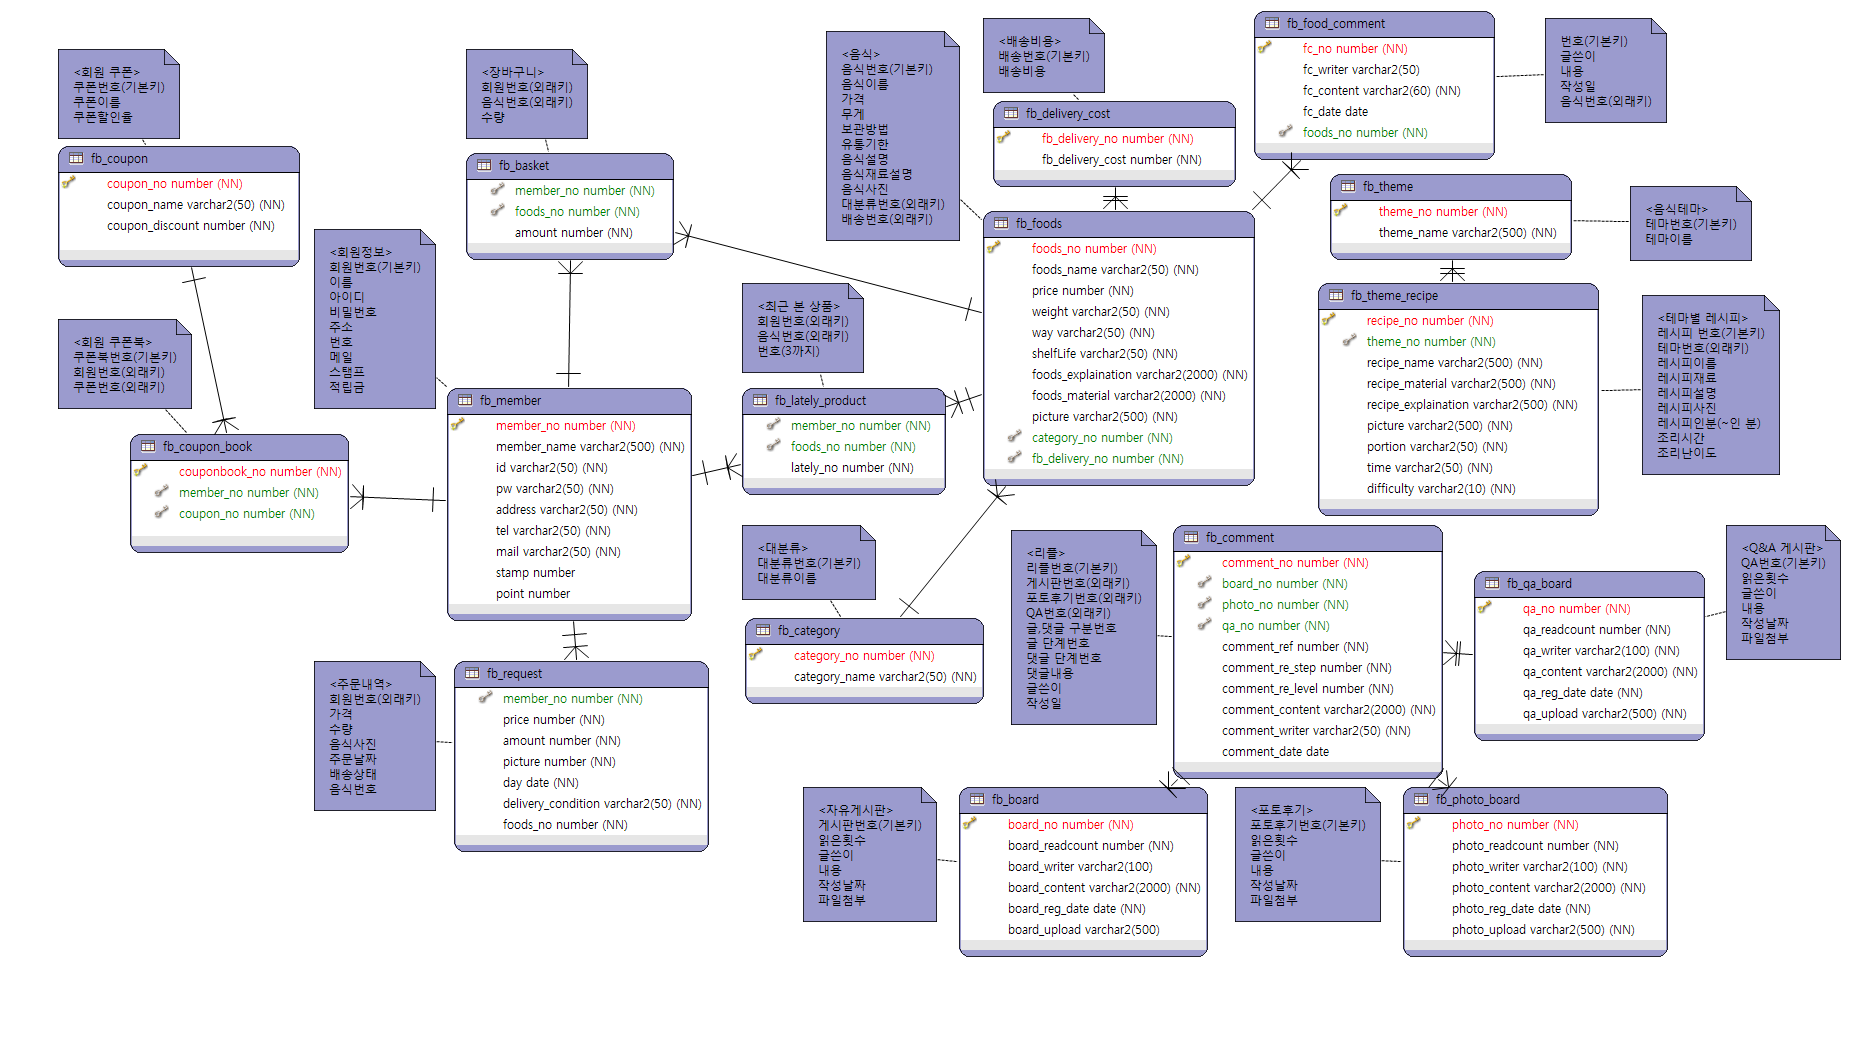 <회원 쿠폰>
쿠폰번호(기본키)
쿠폰이름
쿠폰할인율
fb_coupon
coupon_no number (NN)
coupon_name varchar2(50) (NN)
coupon_discount number (NN)
<장바구니>
회원번호(외래키)
음식번호(외래키)
수량
fb_basket
member_no number (NN)
foods_no number (NN)
amount number (NN)
<음식>
음식번호(기본키)
음식이름
가격
무게
보관방법
유통기한
음식설명
음식재료설명
음식사진
대분류번호(외래키)
배송번호(외래키)
<배송비용>
배송번호(기본키)
배송비용
fb_delivery_cost
fb_delivery_no number (NN)
fb_delivery_cost number (NN)
fb_food_comment
fc_no number (NN)
fc_writer varchar2(50)
fc_content varchar2(60) (NN)
fc_date date
foods_no number (NN)
번호(기본키)
글쓴이
내용
작성일
음식번호(외래키)
fb_theme
theme_no number (NN)
theme_name varchar2(500) (NN)
<음식테마>
테마번호(기본키)
테마이름
<회원정보>
회원번호(기본키)
이름
아이디
비밀번호
주소
번호
메일
스탬프
적립금
<회원 쿠폰북>
쿠폰북번호(기본키)
회원번호(외래키)
쿠폰번호(외래키)
fb_coupon_book
couponbook_no number (NN)
member_no number (NN)
coupon_no number (NN)
fb_member
member_no number (NN)
member_name varchar2(500) (NN)
id varchar2(50) (NN)
pw varchar2(50) (NN)
address varchar2(50) (NN)
tel varchar2(50) (NN)
mail varchar2(50) (NN)
stamp number
point number
<최근 본 상품>
회원번호(외래키)
음식번호(외래키)
번호(3까지)
fb_lately_product
member_no number (NN)
foods_no number (NN)
lately_no number (NN)
fb_foods
foods_no number (NN)
foods_name varchar2(50) (NN)
price number (NN)
weight varchar2(50) (NN)
way varchar2(50) (NN)
shelfLife varchar2(50) (NN)
foods_explaination varchar2(2000) (NN)
foods_material varchar2(2000) (NN)
picture varchar2(500) (NN)
category_no number (NN)
fb_delivery_no number (NN)
fb_theme_recipe
recipe_no number (NN)
theme_no number (NN)
recipe_name varchar2(500) (NN)
recipe_material varchar2(500) (NN)
recipe_explaination varchar2(500) (NN)
picture varchar2(500) (NN)
portion varchar2(50) (NN)
time varchar2(50) (NN)
difficulty varchar2(10) (NN)
<테마별 레시피>
레시피 번호(기본키)
테마번호(외래키)
레시피이름
레시피재료
레시피설명
레시피사진
레시피인분(~인 분)
조리시간
조리난이도
<대분류>
대분류번호(기본키)
대분류이름
fb_category
category_no number (NN)
category_name varchar2(50) (NN)
<리플>
리플번호(기본키)
게시판번호(외래키)
포토후기번호(외래키)
QA번호(외래키)
글,댓글 구분번호
글 단계번호
댓글 단계번호
댓글내용
글쓴이
작성일
fb_comment
comment_no number (NN)
board_no number (NN)
photo_no number (NN)
qa_no number (NN)
comment_ref number (NN)
comment_re_step number (NN)
comment_re_level number (NN)
comment_content varchar2(2000) (NN)
comment_writer varchar2(50) (NN)
comment_date date
fb_qa_board
qa_no number (NN)
qa_readcount number (NN)
qa_writer varchar2(100) (NN)
qa_content varchar2(2000) (NN)
qa_reg_date date (NN)
qa_upload varchar2(500) (NN)
<Q&A 게시판>
QA번호(기본키)
읽은횟수
글쓴이
내용
작성날짜
파일첨부
<주문내역>
회원번호(외래키)
가격
수량
음식사진
주문날짜
배송상태
음식번호
fb_request
member_no number (NN)
price number (NN)
amount number (NN)
picture number (NN)
day date (NN)
delivery_condition varchar2(50) (NN)
foods_no number (NN)
<자유게시판>
게시판번호(기본키)
읽은횟수
글쓴이
내용
작성날짜
파일첨부
fb_board
board_no number (NN)
board_readcount number (NN)
board_writer varchar2(100)
board_content varchar2(2000) (NN)
board_reg_date date (NN)
board_upload varchar2(500)
<포토후기>
포토후기번호(기본키)
읽은횟수
글쓴이
내용
작성날짜
파일첨부
fb_photo_board
photo_no number (NN)
photo_readcount number (NN)
photo_writer varchar2(100) (NN)
photo_content varchar2(2000) (NN)
photo_reg_date date (NN)
photo_upload varchar2(500) (NN)